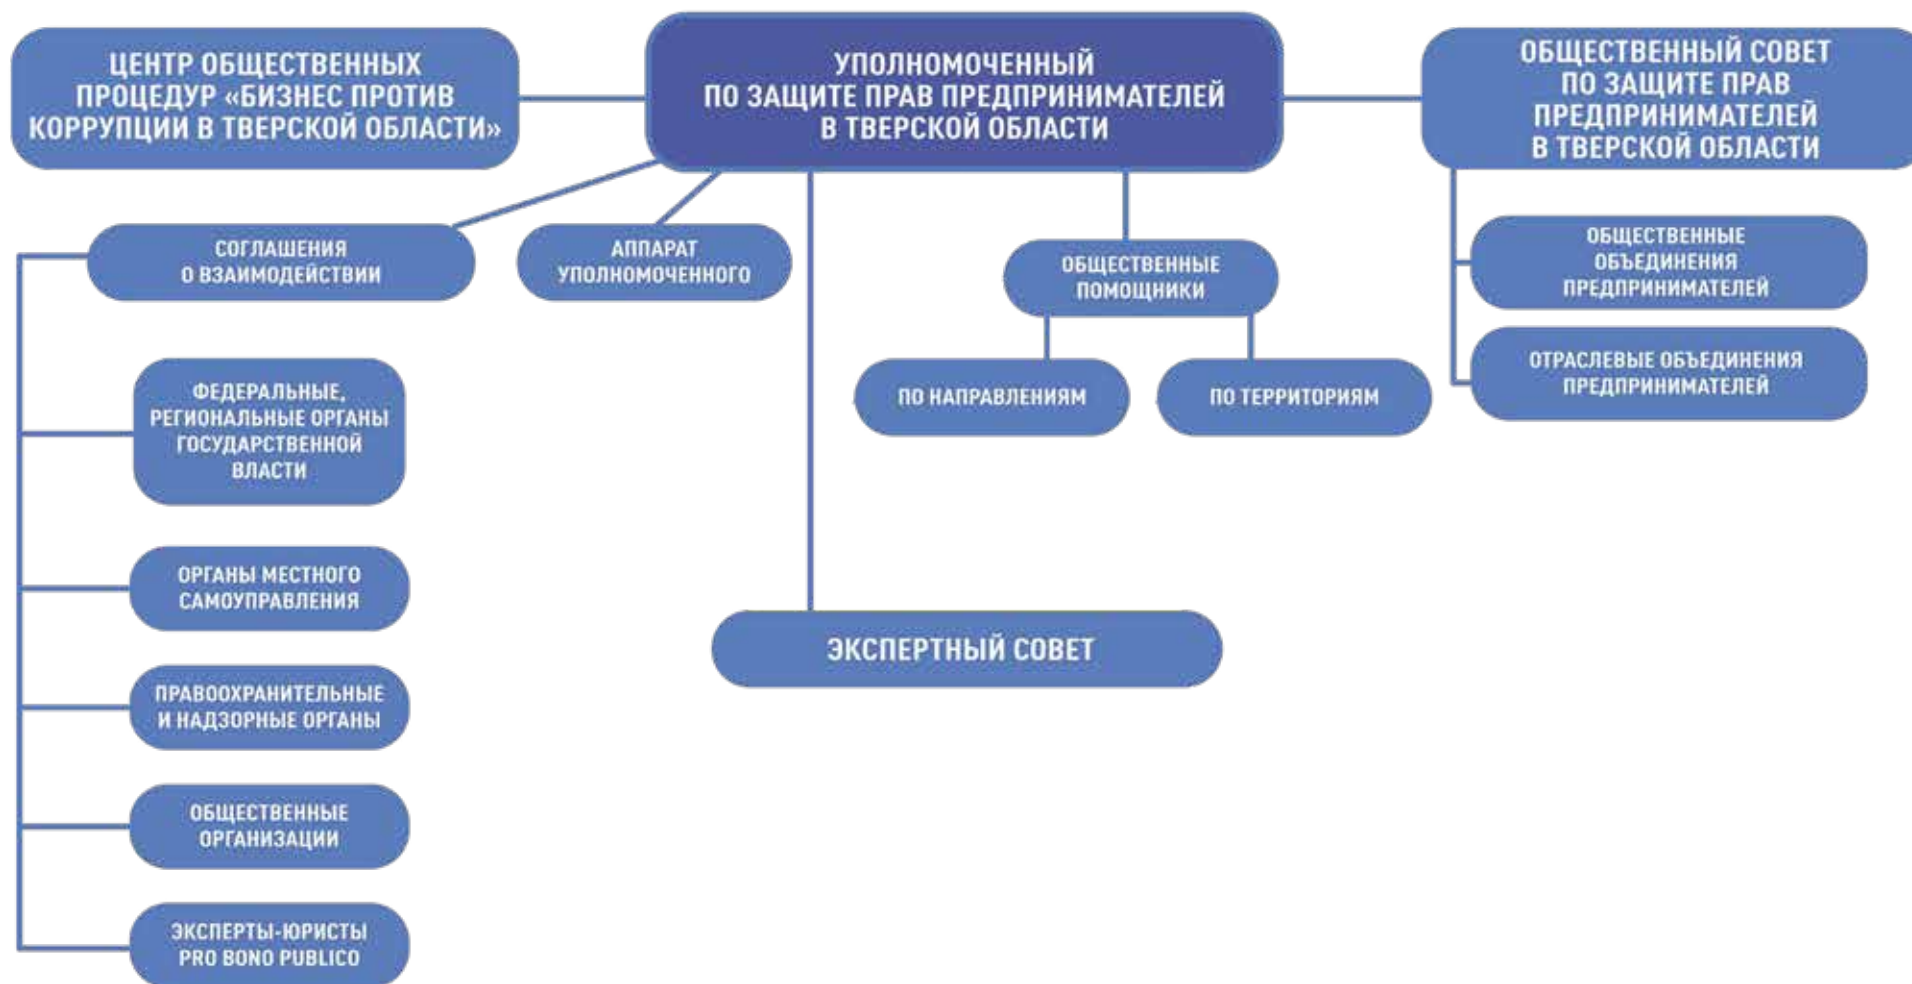 ЦЕНТР ОБЩЕСТВЕННЫХ
ПРОЦЕДУР «БИЗНЕС ПРОТИВ
КОРРУПЦИИ В ТВЕРСКОЙ ОБЛАСТИ»
УПОЛНОМОЧЕННЫЙ
ПО ЗАЩИТЕ ПРАВ ПРЕДПРИНИМАТЕЛЕЙ
В ТВЕРСКОЙ ОБЛАСТИ
ОБЩЕСТВЕННЫЙ СОВЕТ
ПО ЗАЩИТЕ ПРАВ
ПРЕДПРИНИМАТЕЛЕЙ
В ТВЕРСКОЙ ОБЛАСТИ
СОГЛАШЕНИЯ
О ВЗАИМОДЕЙСТВИИ
АППАРАТ
УПОЛНОМОЧЕННОГО
ОБЩЕСТВЕННЫЕ
ПОМОЩНИКИ
ОБЩЕСТВЕННЫЕ
ОБЪЕДИНЕНИЯ
ПРЕДПРИНИМАТЕЛЕЙ
ФЕДЕРАЛЬНЫЕ,
РЕГИОНАЛЬНЫЕ ОРГАНЫ
ГОСУДАРСТВЕННОЙ
ВЛАСТИ
ПО НАПРАВЛЕНИЯМ
ПО ТЕРРИТОРИЯМ
ОТРАСЛЕВЫЕ ОБЪЕДИНЕНИЯ
ПРЕДПРИНИМАТЕЛЕЙ
ОРГАНЫ МЕСТНОГО
САМОУПРАВЛЕНИЯ
ЭКСПЕРТНЫЙ СОВЕТ
ПРАВООХРАНИТЕЛЬНЫЕ
И НАДЗОРНЫЕ ОРГАНЫ
ОБЩЕСТВЕННЫЕ
ОРГАНИЗАЦИИ
ЭКСПЕРТЫ-ЮРИСТЫ
PRO BONO PUBLICO